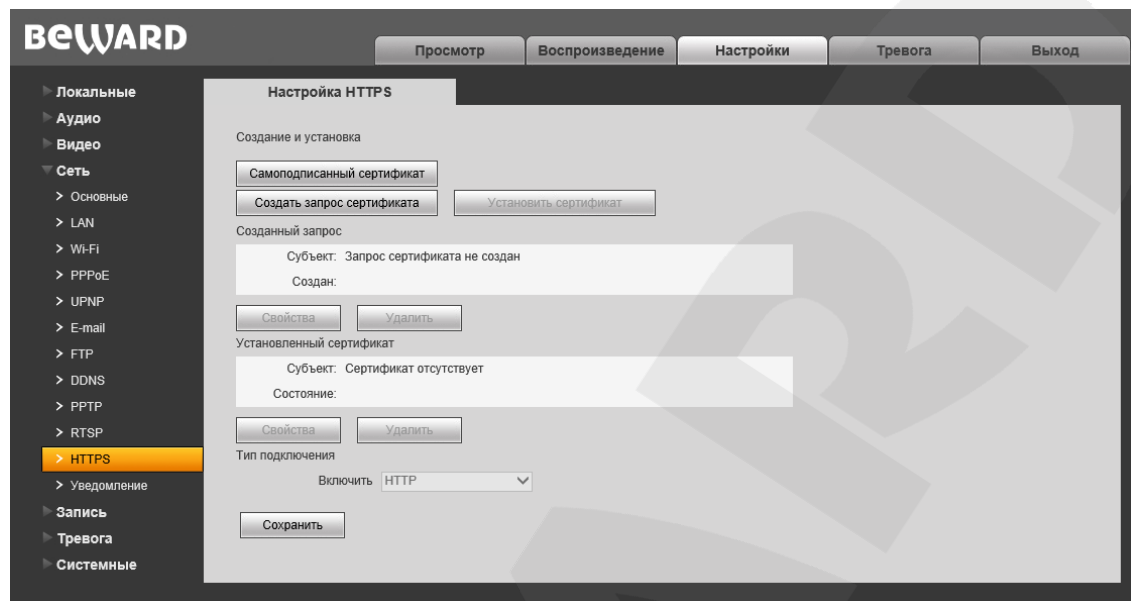 BEWARD
Просмотр
Воспроизведение
Настройки
Тревога
Выход
Локальные
Аудио
Видео
Сеть
Основные
LAN
Wi-Fi
PPPoE
UPNP
E-mail
FTP
DDNS
PPTP
RTSP
HTTPS
Уведомление
Запись
Тревога
Системные
Настройка HTTPS
Создание и установка
Самоподписанный сертификат
Создать запрос сертификата Установить сертификат
Созданный запрос
Субъект: Запрос сертификата не создан
Создан:
Свойства Удалить
Установленный сертификат
Субъект: Сертификат отсутствует
Состояние:
Свойства Удалить
Тип подключения
Включить HTTP
Сохранить